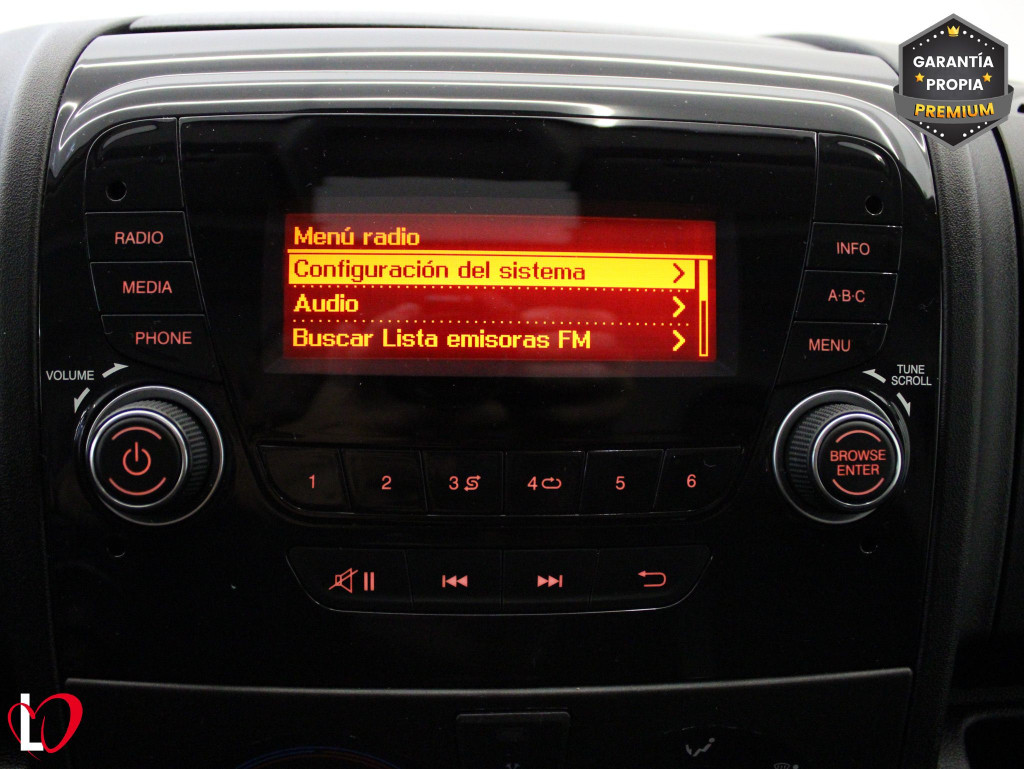 GARANTÍA
PROPIA
PREMIUM
RADIO
MEDIA
PHONE
VOLUME
Menú radio
Configuración del sistema
Audio
Buscar Lista emisoras FM
INFO
A·B·C
MENU
TUNE
SCROLL
BROWSE
ENTER
1 2 3 4 5 6
L